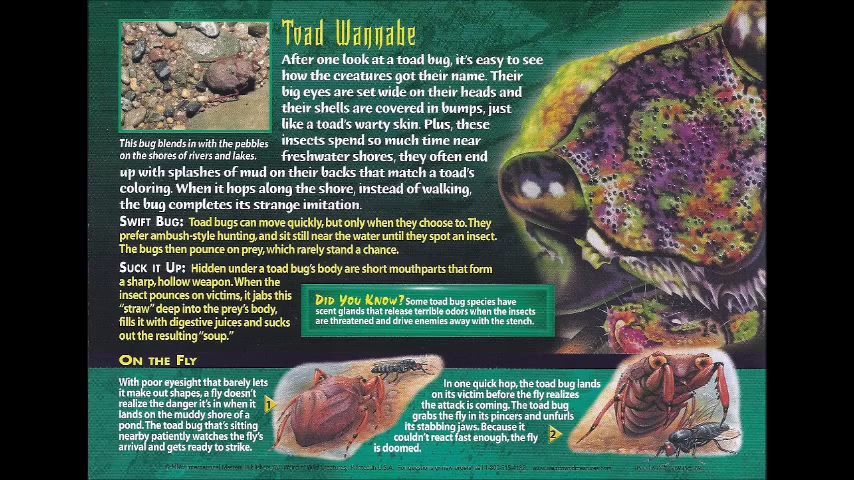 Toad Wannabe
After one look at a toad bug, it's easy to see
how the creatures got their name. Their
big eyes are set wide on their heads and
their shells are covered in bumps, just
like a toad's warty skin. Plus, these
insects spend so much time near
freshwater shores, they often end
up with splashes of mud on their backs that match a toad's
coloring. When it hops along the shore, instead of walking,
the bug completes its strange imitation.
This bug blends in with the pebbles
on the shores of rivers and lakes.
SWIFT BUG: Toad bugs can move quickly, but only when they choose to. They
prefer ambush-style hunting, and sit still near the water until they spot an insect.
The bugs then pounce on prey, which rarely stand a chance.
SUCK IT UP: Hidden under a toad bug's body are short mouthparts that form
a sharp, hollow weapon. When the
insect pounces on victims, it jabs this
"straw" deep into the prey's body,
fills it with digestive juices and sucks
out the resulting "soup."
DID YOU KNOW? Some toad bug species have
scent glands that release terrible odors when the insects
are threatened and drive enemies away with the stench.
ON THE FLY
With poor eyesight that barely lets
it make out shapes, a fly doesn't
realize the danger it's in when it
lands on the muddy shore of a
pond. The toad bug that's sitting
nearby patiently watches the fly's
arrival and gets ready to strike.
1
In one quick hop, the toad bug lands
on its victim before the fly realizes
the attack is coming. The toad bug
grabs the fly in its pincers and unfurls
its stabbing jaws. Because it
couldn't react fast enough, the fly
is doomed.
2